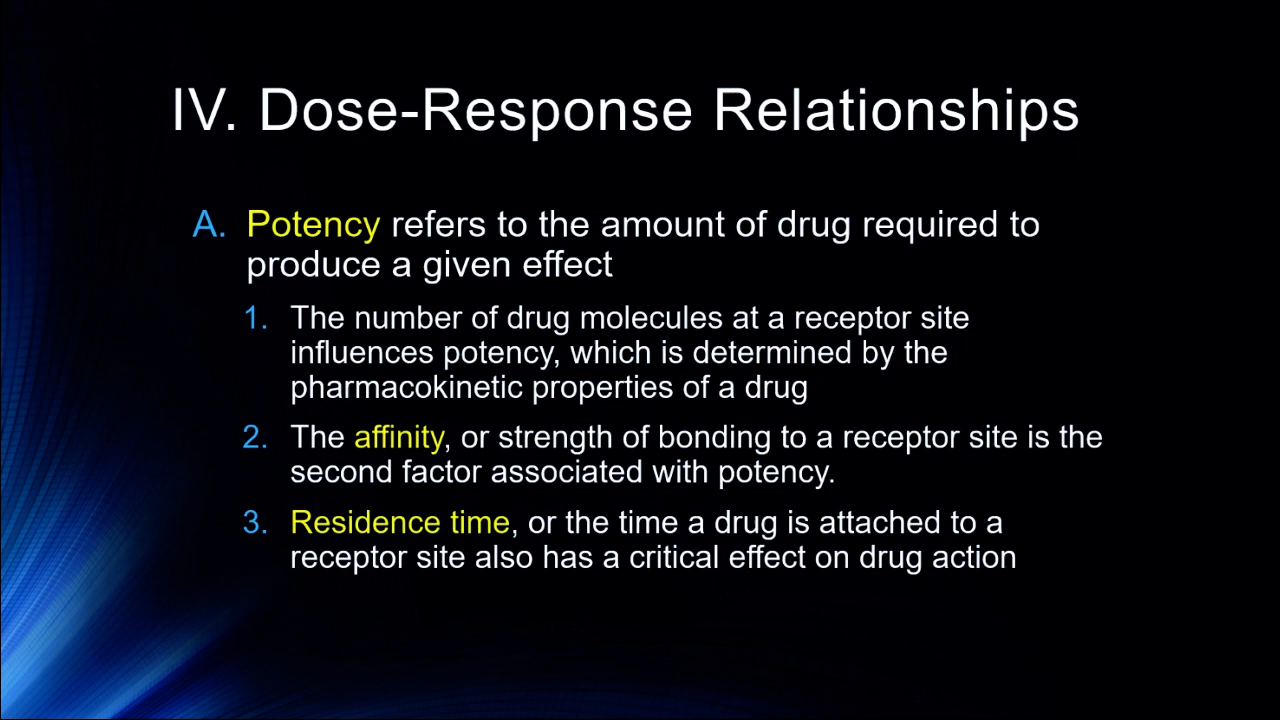 IV. Dose-Response Relationships
A. Potency refers to the amount of drug required to
produce a given effect
1. The number of drug molecules at a receptor site
influences potency, which is determined by the
pharmacokinetic properties of a drug
2. The affinity, or strength of bonding to a receptor site is the
second factor associated with potency.
3. Residence time, or the time a drug is attached to a
receptor site also has a critical effect on drug action